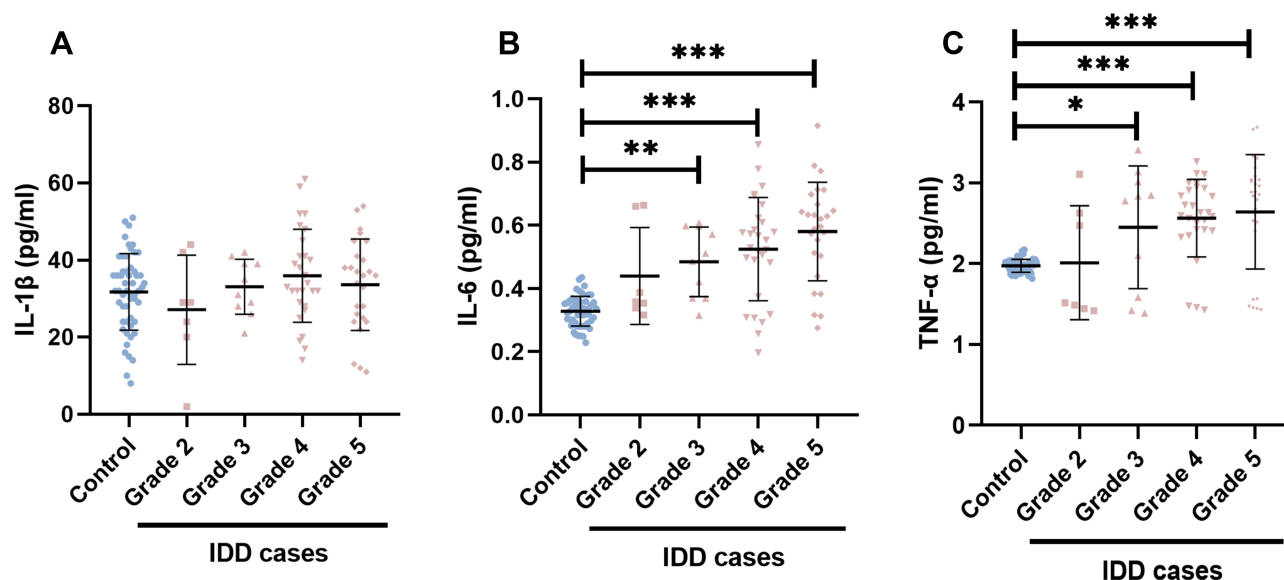 A
IL-1β (pg/ml)
80
60
40
20
0
Control
Grade 2
Grade 3
Grade 4
Grade 5
IDD cases
B
***
***
**
IL-6 (pg/ml)
1.0
0.8
0.6
0.4
0.2
0.0
Control
Grade 2
Grade 3
Grade 4
Grade 5
IDD cases
C
***
***
*
TNF-α (pg/ml)
4
3
2
1
0
Control
Grade 2
Grade 3
Grade 4
Grade 5
IDD cases